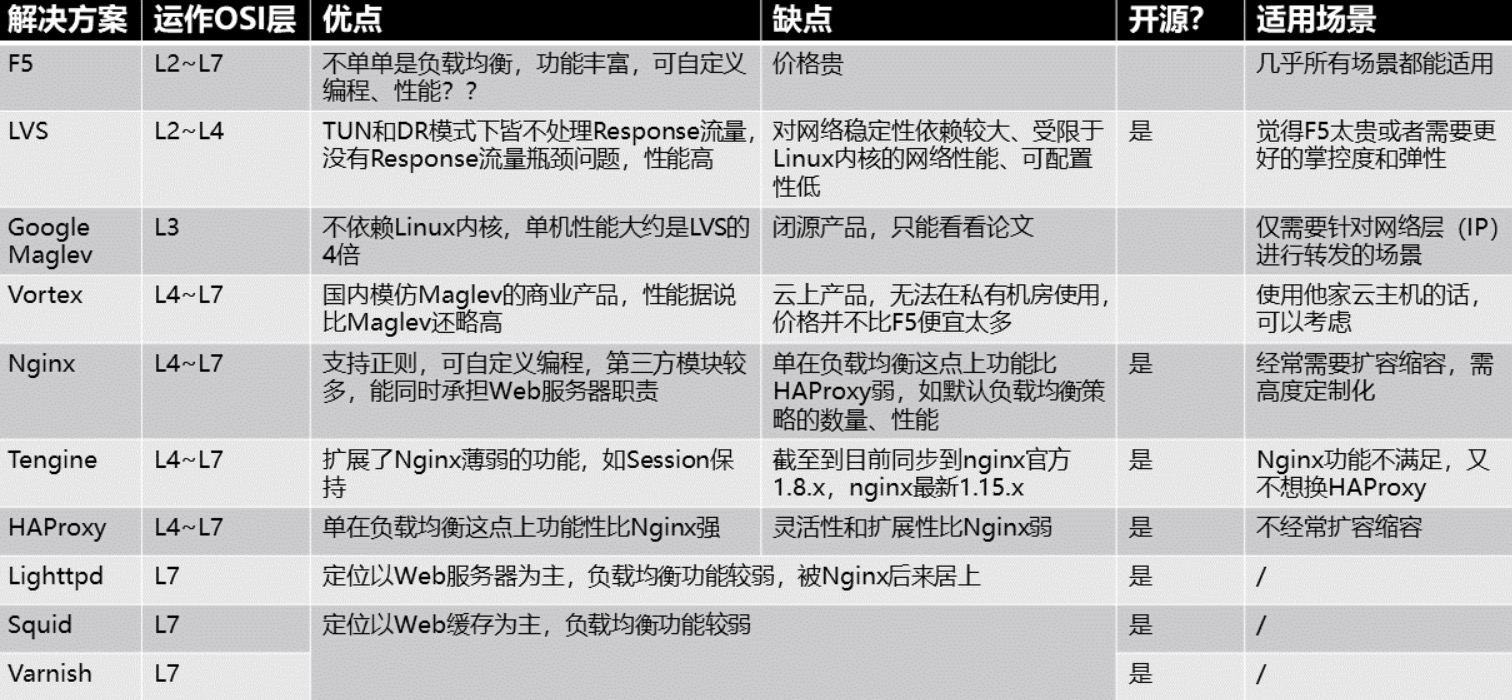 解决方案 运作OSI层 优点 缺点 开源？ 适用场景
F5 L2~L7 不单单是负载均衡，功能丰富，可自定义 价格贵 几乎所有场景都能适用
编程、性能？？
LVS L2~L4 TUN和DR模式下皆不处理Response流量， 对网络稳定性依赖较大、受限于 是 觉得F5太贵或者需要更
没有Response流量瓶颈问题，性能高 Linux内核的网络性能、可配置 好的掌控度和弹性
性低
Google L3 不依赖Linux内核，单机性能大约是LVS的 闭源产品，只能看看论文 仅需要针对网络层（IP）
Maglev 4倍 进行转发的场景
Vortex L4~L7 国内模仿Maglev的商业产品，性能据说 云上产品，无法在私有机房使用， 使用他家云主机的话，
比Maglev还略高 价格并不比F5便宜太多 可以考虑
Nginx L4~L7 支持正则，可自定义编程，第三方模块较 单在负载均衡这点上功能比 是 经常需要扩容缩容，需
多，能同时承担Web服务器职责 HAProxy弱，如默认负载均衡策 高度定制化
略的数量、性能
Tengine L4~L7 扩展了Nginx薄弱的功能，如Session保 截至到目前同步到nginx官方 是 Nginx功能不满足，又
持 1.8.x，nginx最新1.15.x 不想换HAProxy
HAProxy L4~L7 单在负载均衡这点上功能性比Nginx强 灵活性和扩展性比Nginx弱 是 不经常扩容缩容
Lighttpd L7 定位以Web服务器为主，负载均衡功能较弱，被Nginx后来居上 是 /
Squid L7 定位以Web缓存为主，负载均衡功能较弱 是 /
Varnish L7 是 /